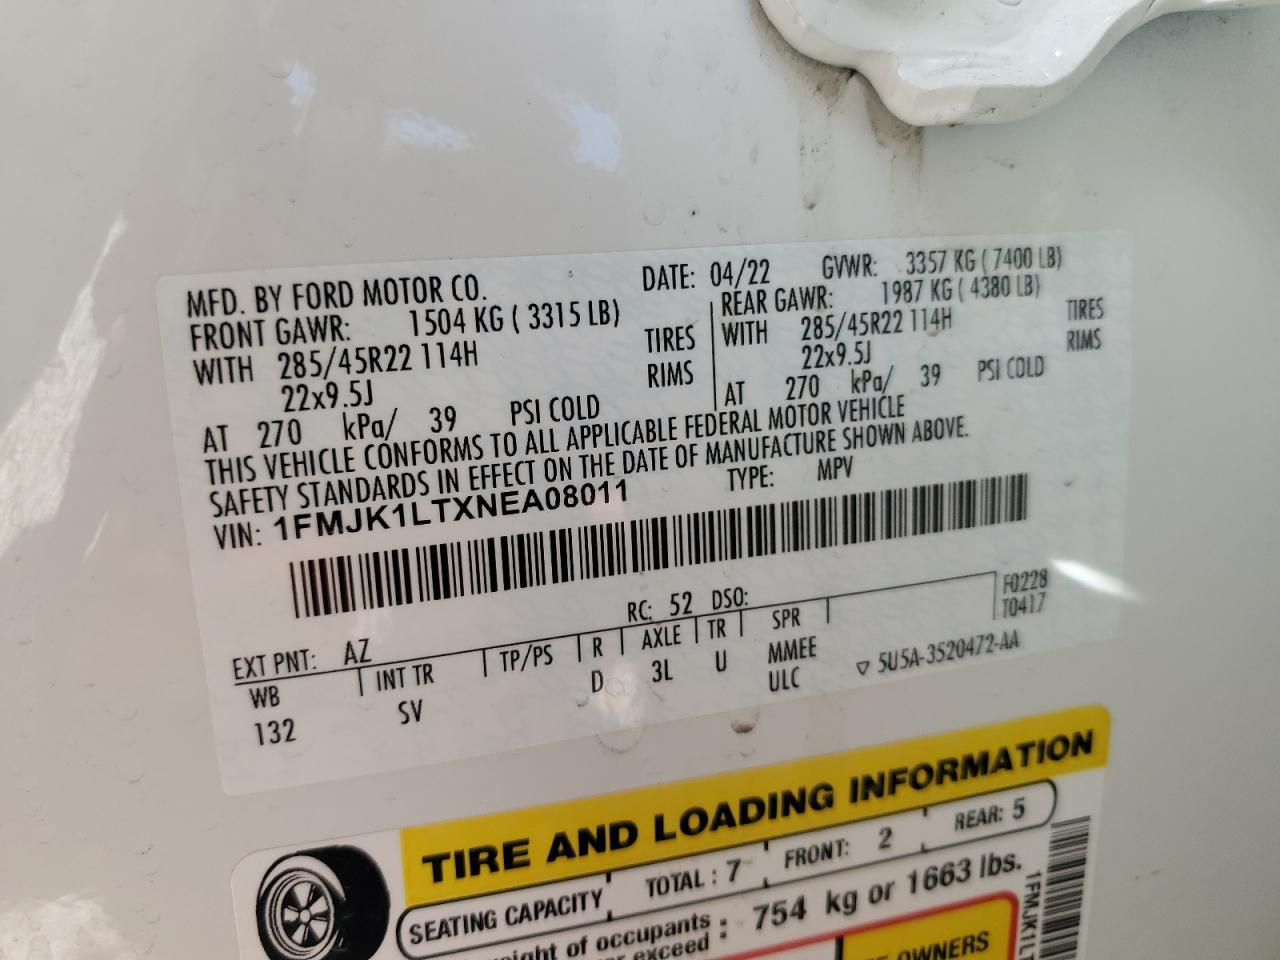 MFD. BY FORD MOTOR CO.
DATE: 04/22 GVWR: 3357 KG ( 7400 LB)
FRONT GAWR: 1504 KG ( 3315 LB)
WITH 285/45R22 114H TIRES
22x9.5J RIMS
AT 270 kPa/ 39 PSI COLD
REAR GAWR: 1987 KG ( 4380 LB)
WITH 285/45R22 114H TIRES
22x9.5J RIMS
AT 270 kPa/ 39 PSI COLD
THIS VEHICLE CONFORMS TO ALL APPLICABLE FEDERAL MOTOR VEHICLE
SAFETY STANDARDS IN EFFECT ON THE DATE OF MANUFACTURE SHOWN ABOVE.
VIN: 1FMJK1LTXNEA08011 TYPE: MPV
F0228
T0417
EXT PNT: AZ RC: 52 DSO:
WB INT TR TP/PS R AXLE TR SPR
132 SV D 3L U MMEE
ULC
5U5A-3520472-AA
TIRE AND LOADING INFORMATION
SEATING CAPACITY TOTAL : 7 FRONT: 2 REAR: 5
of occupants : 754 kg or 1663 lbs.
exceed :
OWNERS
1FMJK1LT